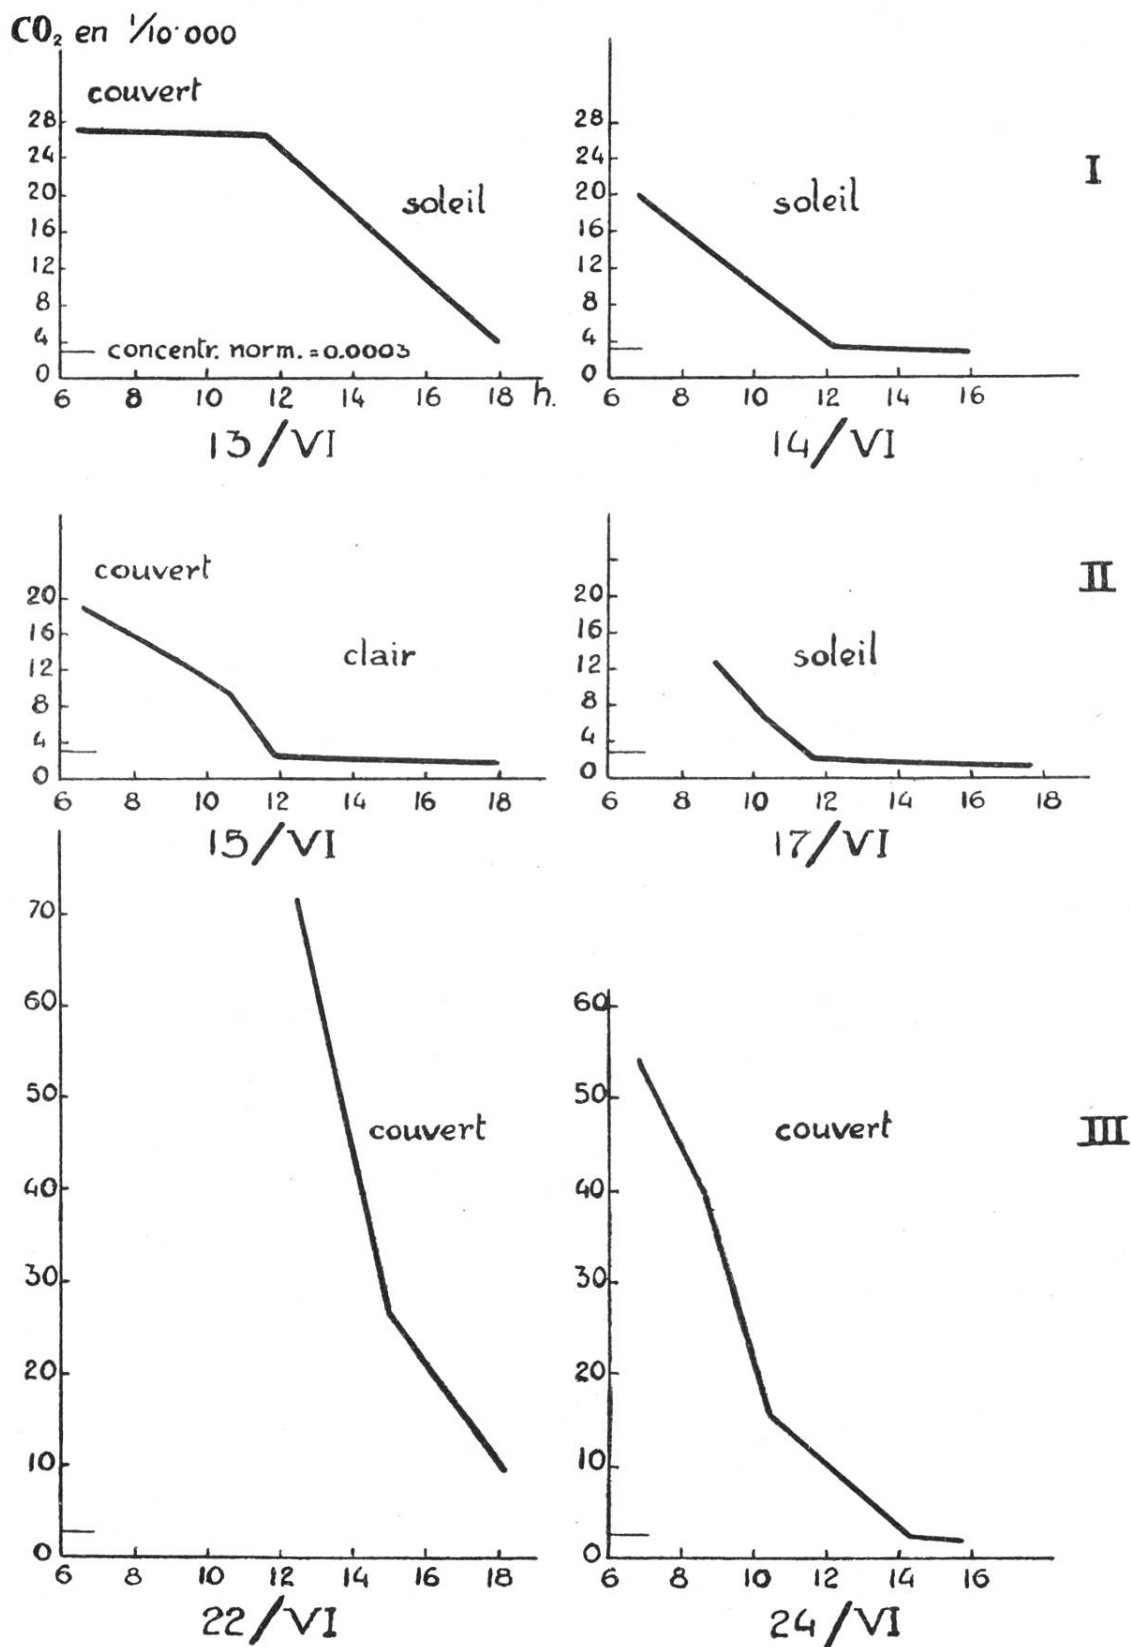 CO₂ en 1/10·000
couvert
28
24
20
16
12
8
4
0
soleil
concentr. norm. = 0.0003
6 8 10 12 14 16 18 h.
13/VI
28
24
20
16
12
8
4
0
soleil
6 8 10 12 14 16
14/VI
I
couvert
20
16
12
8
4
0
clair
6 8 10 12 14 16 18
15/VI
20
16
12
8
4
0
soleil
6 8 10 12 14 16 18
17/VI
II
70
60
50
40
30
20
10
0
couvert
6 8 10 12 14 16 18
22/VI
60
50
40
30
20
10
0
couvert
6 8 10 12 14 16
24/VI
III